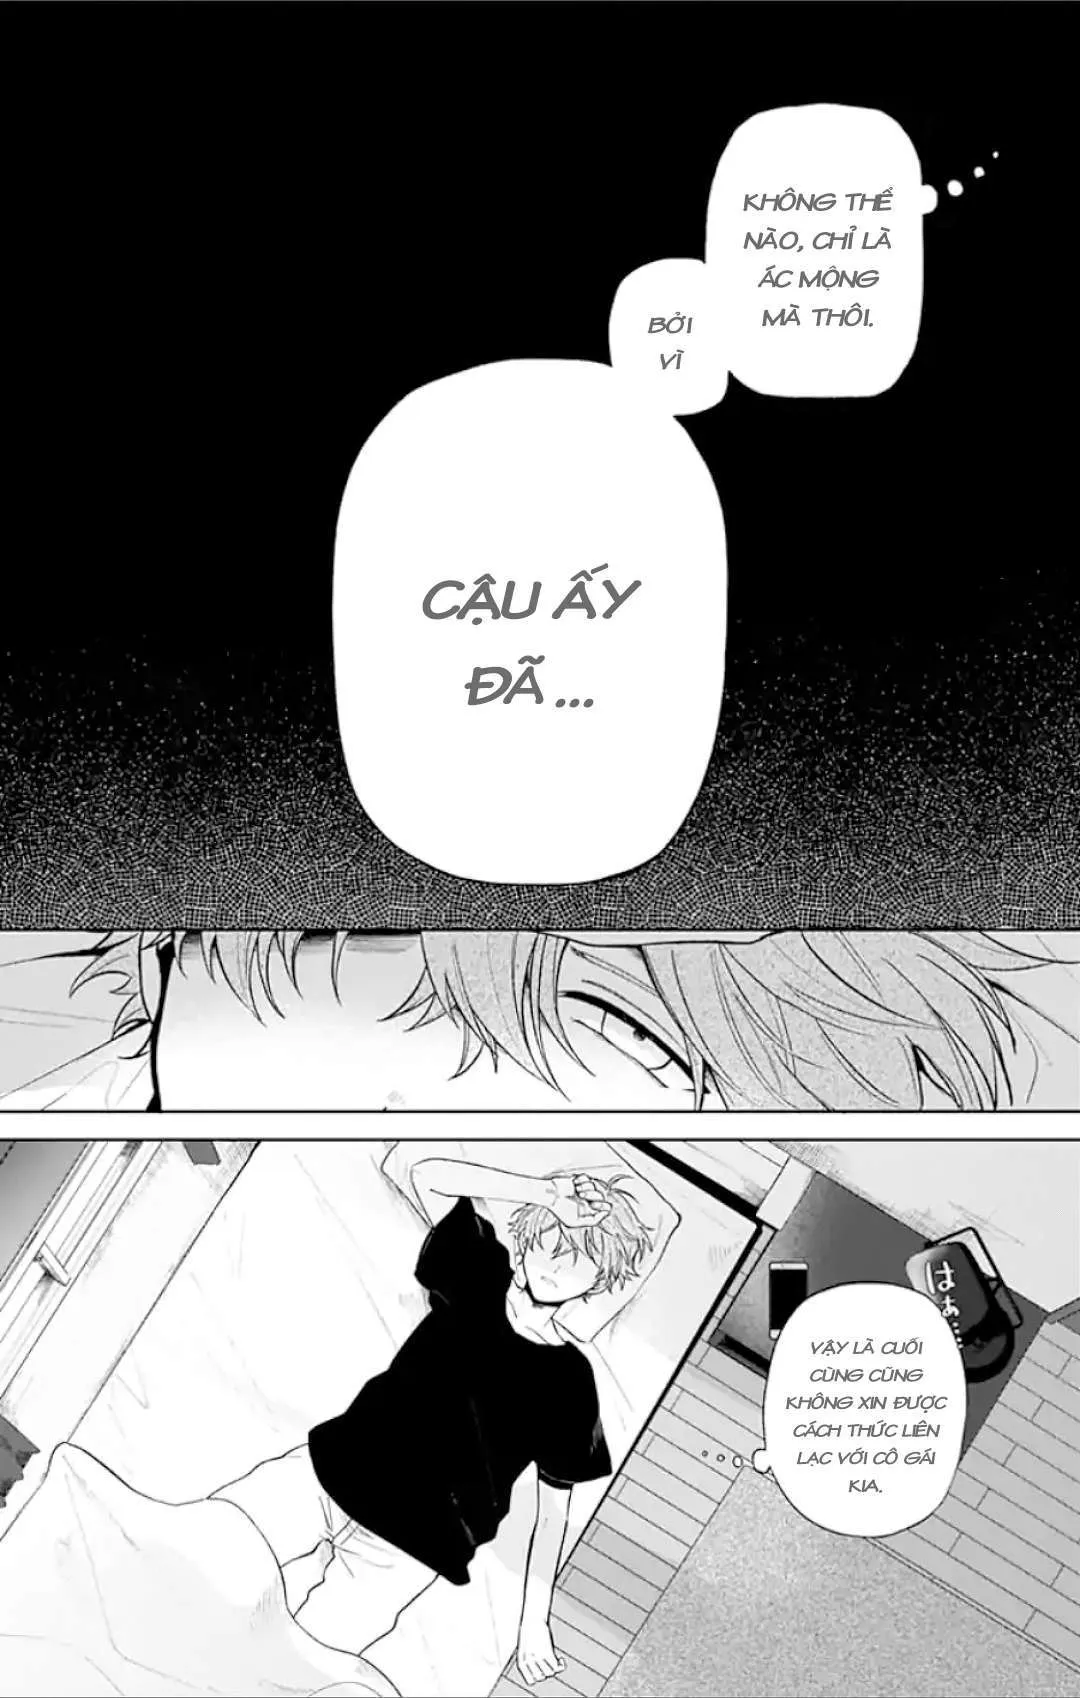 KHÔNG THỂ
NÀO, CHỈ LÀ
ÁC MỘNG
MÀ THÔI.
BỞI
VÌ
CẬU ẤY
ĐÃ...
はぁ…
VẬY LÀ CUỐI
CÙNG CŨNG
KHÔNG XIN ĐƯỢC
CÁCH THỨC LIÊN
LẠC VỚI CÔ GÁI
KIA.